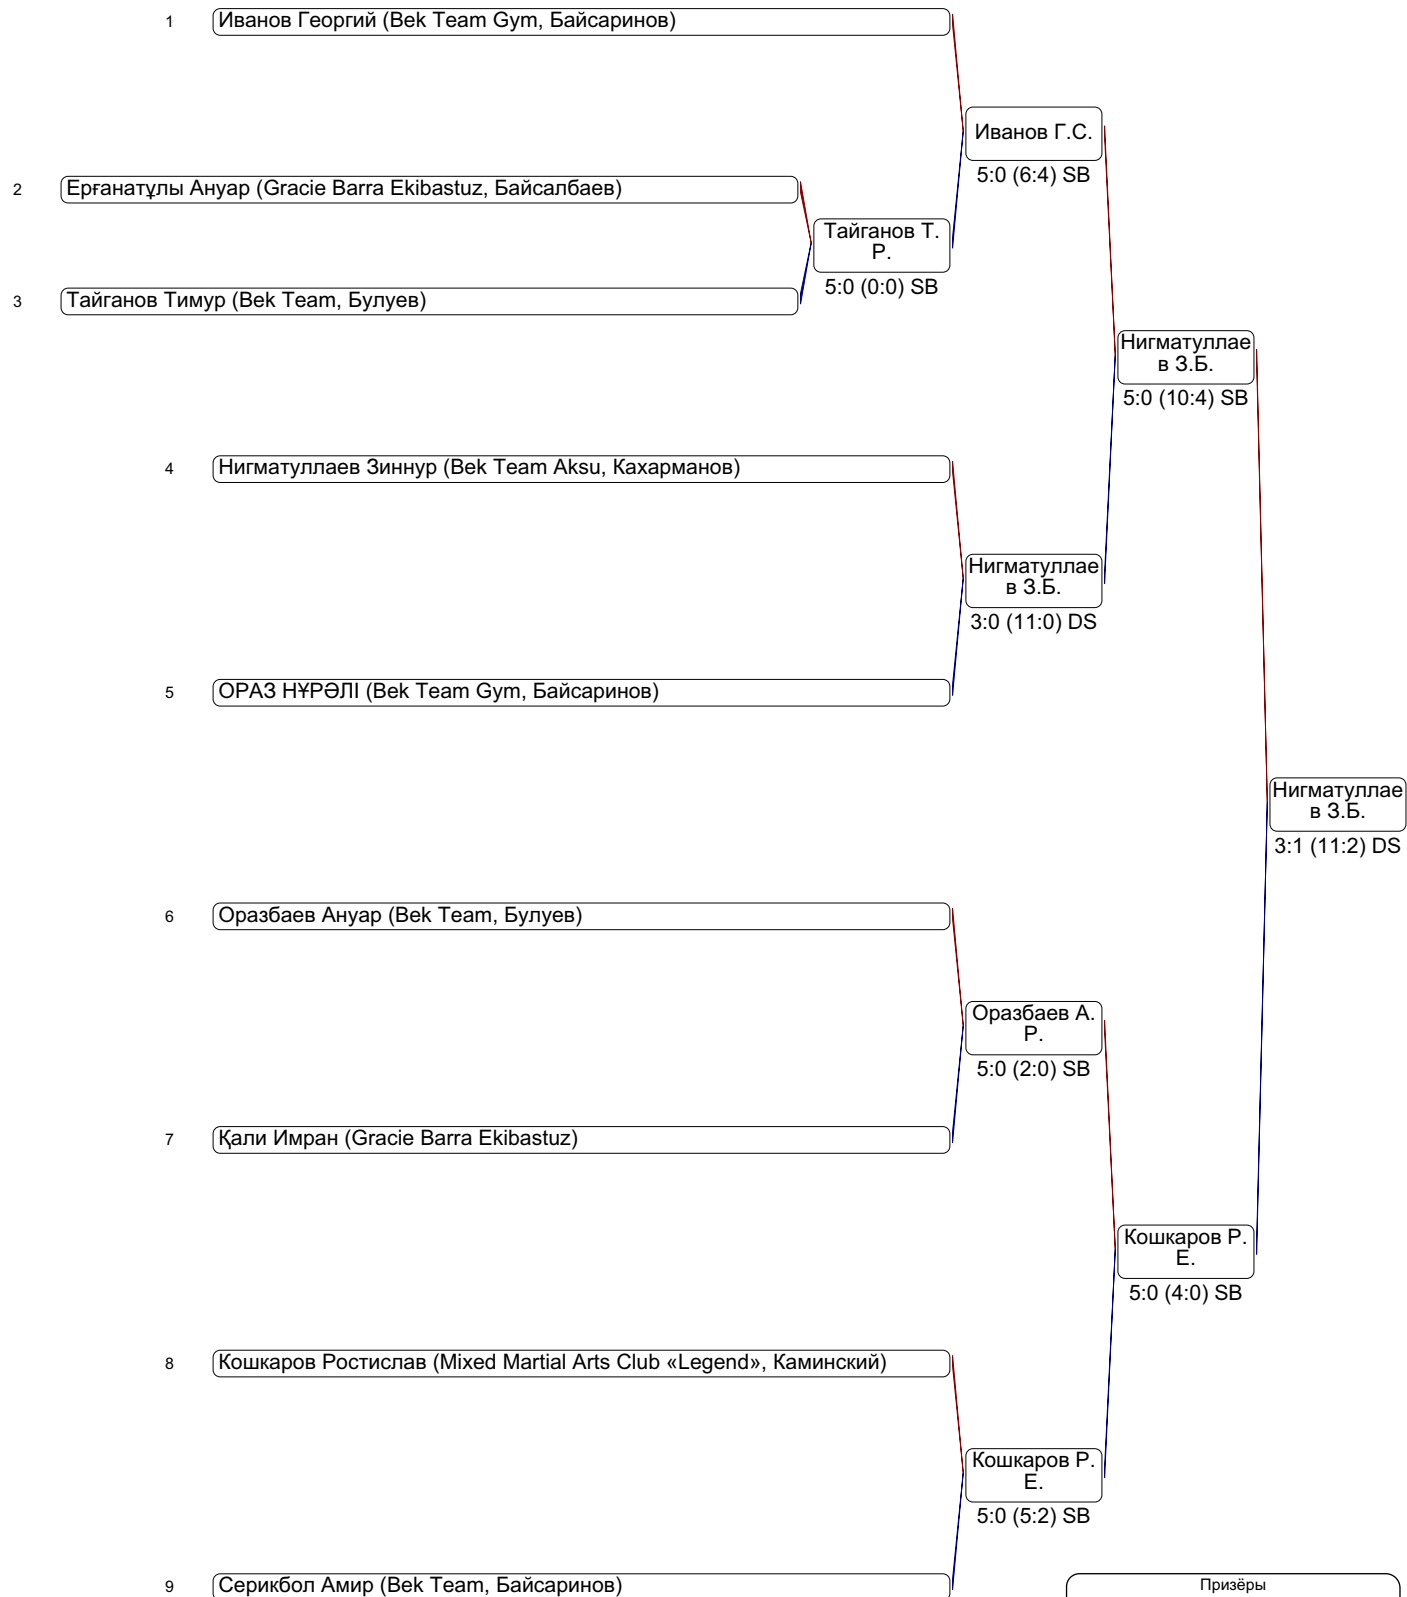 1 Иванов Георгий (Bek Team Gym, Байсаринов)
Иванов Г.С.
5:0 (6:4) SB
2 Ерғанатұлы Ануар (Gracie Barra Ekibastuz, Байсалбаев)
Тайганов Т.
Р.
5:0 (0:0) SB
3 Тайганов Тимур (Bek Team, Булуев)
Нигматуллае
в З.Б.
5:0 (10:4) SB
4 Нигматуллаев Зиннур (Bek Team Aksu, Кахарманов)
Нигматуллае
в З.Б.
3:0 (11:0) DS
5 ОРАЗ НҰРӘЛІ (Bek Team Gym, Байсаринов)
Нигматуллае
в З.Б.
3:1 (11:2) DS
6 Оразбаев Ануар (Bek Team, Булуев)
Оразбаев А.
Р.
5:0 (2:0) SB
7 Қали Имран (Gracie Barra Ekibastuz)
Кошкаров Р.
Е.
5:0 (4:0) SB
8 Кошкаров Ростислав (Mixed Martial Arts Club «Legend», Каминский)
Кошкаров Р.
Е.
5:0 (5:2) SB
9 Серикбол Амир (Bek Team, Байсаринов)
Призёры